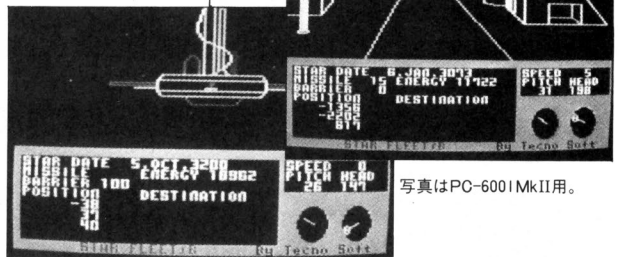 STAR DATE 6.JAN.3073
MISSILE 15 ENERGY 11722
BARRIER 0
POSITION DESTINATION
-1356
-2202
817
SPEED 5
PITCH HEAD
31 198
STAR FLEET/B By Tecno Soft
STAR DATE 5.OCT.3200
MISSILE ENERGY 18962
BARRIER 100
POSITION DESTINATION
-38
40
SPEED 0
PITCH HEAD
26 147
STAR FLEET/B By Tecno Soft
写真はPC-6001MkII用。